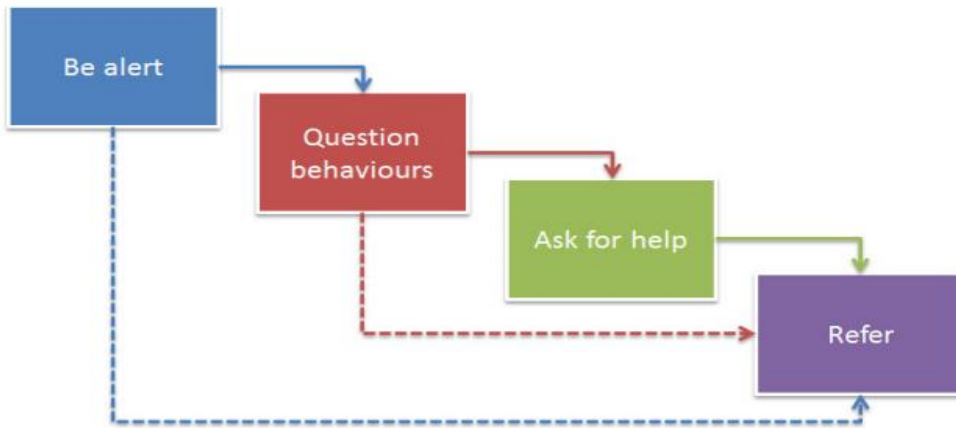 Be alert
Question
behaviours
Ask for help
Refer